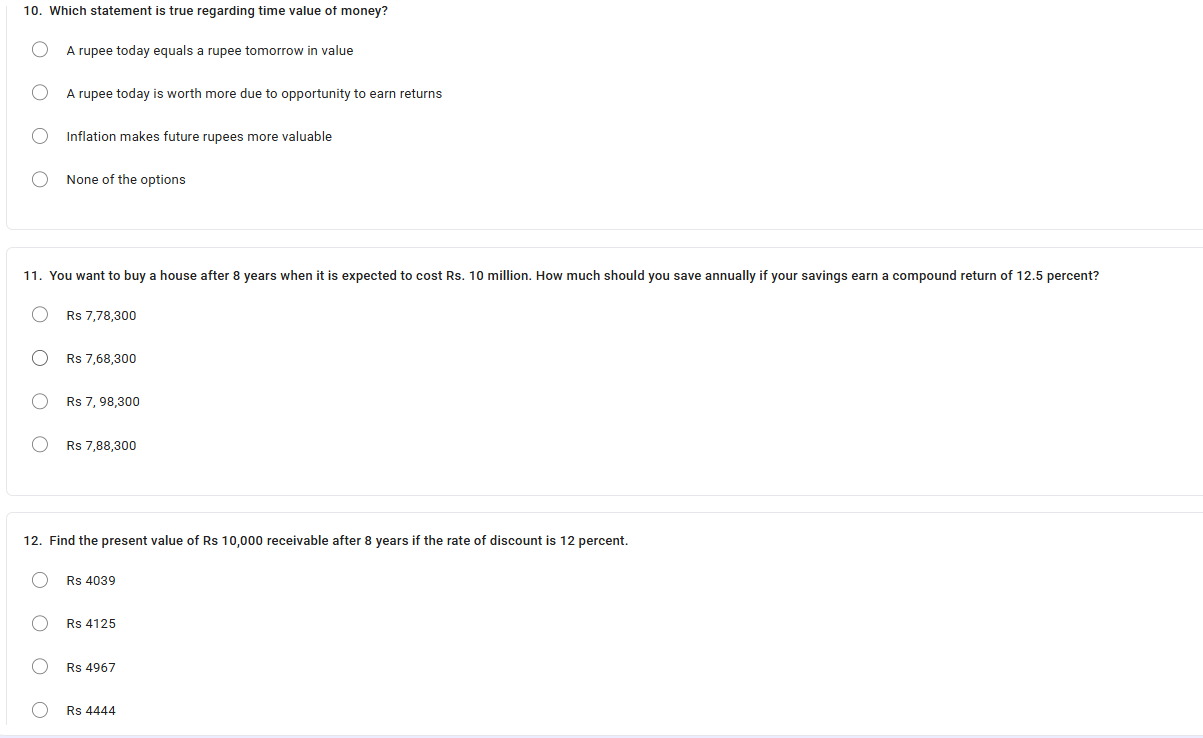 10. Which statement is true regarding time value of money?
A rupee today equals a rupee tomorrow in value
A rupee today is worth more due to opportunity to earn returns
Inflation makes future rupees more valuable
None of the options
11. You want to buy a house after 8 years when it is expected to cost Rs. 10 million. How much should you save annually if your savings earn a compound return of 12.5 percent?
Rs 7,78,300
Rs 7,68,300
Rs 7, 98,300
Rs 7,88,300
12. Find the present value of Rs 10,000 receivable after 8 years if the rate of discount is 12 percent.
Rs 4039
Rs 4125
Rs 4967
Rs 4444